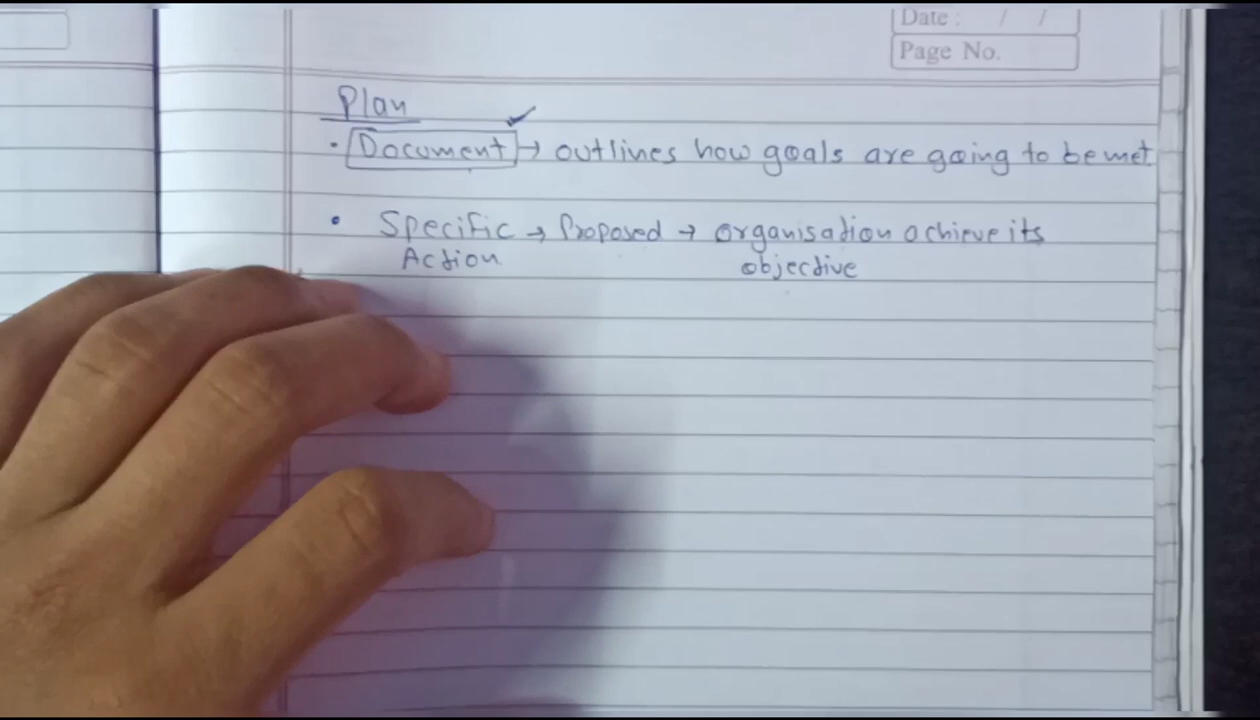 Date : / /
Page No.
Plan
• Document → outlines how goals are going to be met
• Specific → Proposed → organisation achieve its
Action objective